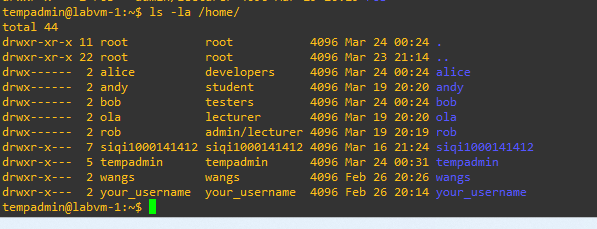 tempadmin@labvm-1:~$ ls -la /home/
total 44
drwxr-xr-x 11 root root 4096 Mar 24 00:24 .
drwxr-xr-x 22 root root 4096 Mar 23 21:14 ..
drwx------ 2 alice developers 4096 Mar 24 00:24 alice
drwx------ 2 andy student 4096 Mar 19 20:20 andy
drwx------ 2 bob testers 4096 Mar 24 00:24 bob
drwx------ 2 ola lecturer 4096 Mar 19 20:20 ola
drwx------ 2 rob admin/lecturer 4096 Mar 19 20:19 rob
drwxr-x--- 7 siqi1000141412 siqi1000141412 4096 Mar 16 21:24 siqi1000141412
drwxr-x--- 5 tempadmin tempadmin 4096 Mar 24 00:31 tempadmin
drwxr-x--- 2 wangs wangs 4096 Feb 26 20:26 wangs
drwxr-x--- 2 your_username your_username 4096 Feb 26 20:14 your_username
tempadmin@labvm-1:~$